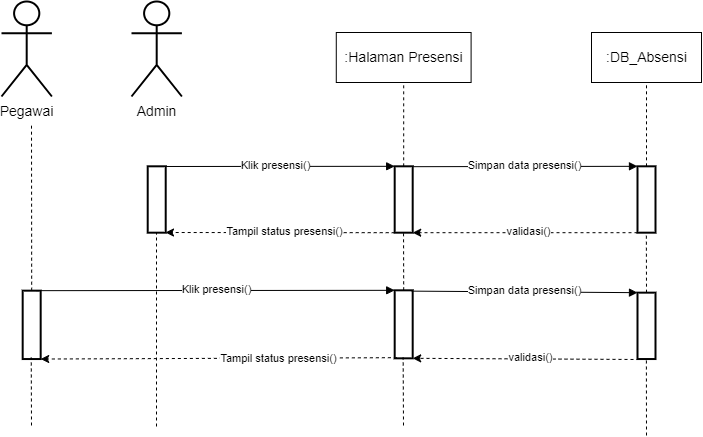 Pegawai
Admin
:Halaman Presensi
:DB_Absensi
Klik presensi()
Simpan data presensi()
Tampil status presensi()
validasi()
Klik presensi()
Simpan data presensi()
Tampil status presensi()
validasi()